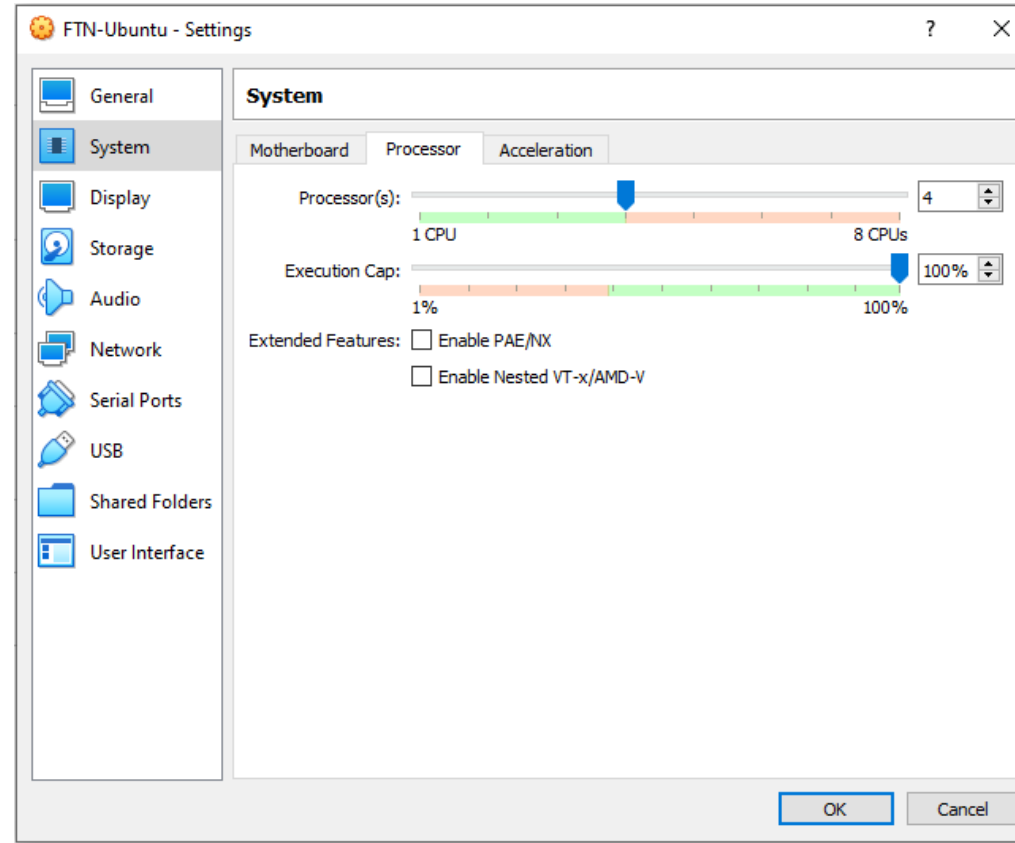 FTN-Ubuntu - Settings
?
General
System
Display
Storage
Audio
Network
Serial Ports
USB
Shared Folders
User Interface
System
Motherboard Processor Acceleration
Processor(s): 4
1 CPU 8 CPUs
Execution Cap: 100%
1% 100%
Extended Features: Enable PAE/NX
Enable Nested VT-x/AMD-V
OK Cancel